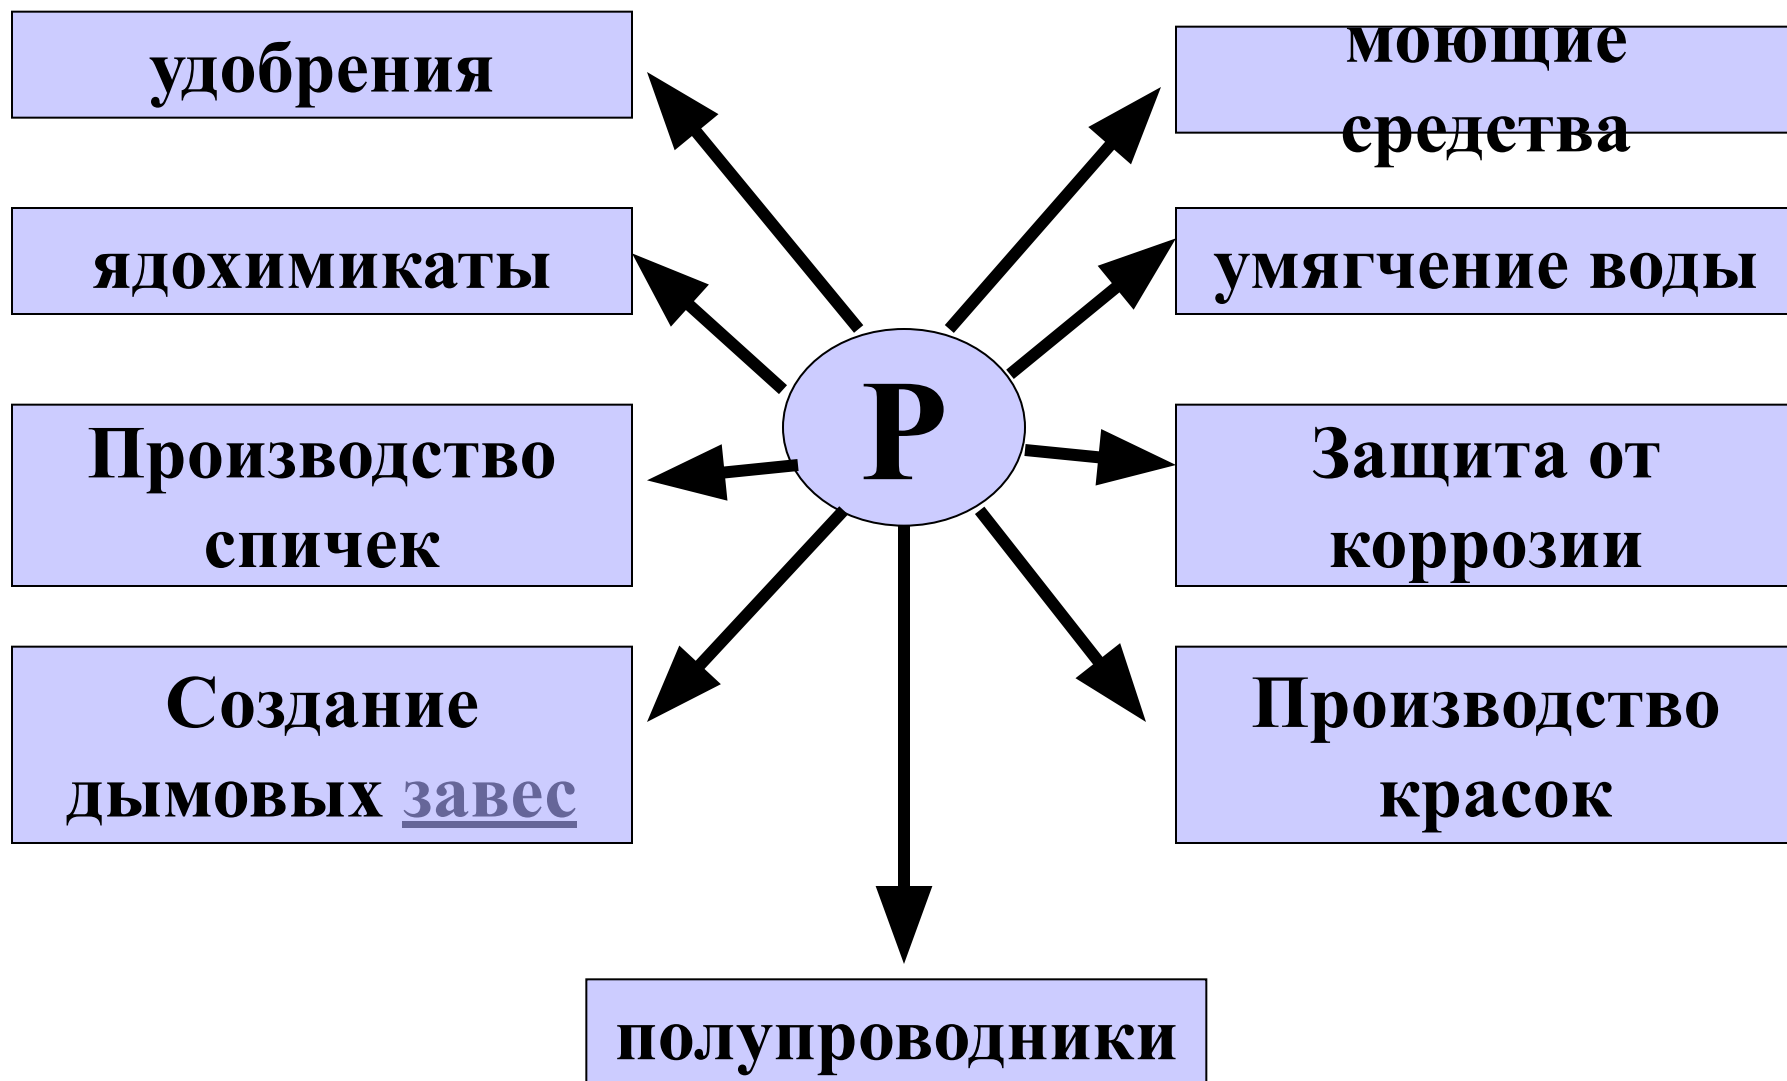 удобрения
моющие
средства
ядохимикаты
умягчение воды
Р
Производство
спичек
Защита от
коррозии
Создание
дымовых завес
Производство
красок
полупроводники